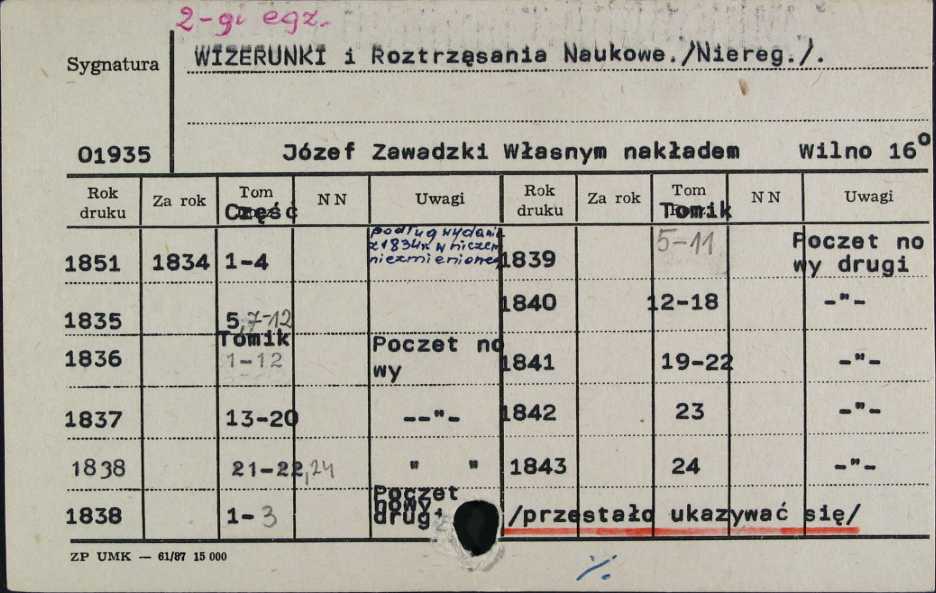 2-gi egz.
Sygnatura WIZERUNKI i Roztrzęsania Naukowe./Niereg./.
01935 Józef Zawadzki Własnym nakładem Wilno 16°
Rok druku Za rok Tom Część NN Uwagi Rok druku Za rok Tom Tomik NN Uwagi
1851 1834 1-4 podług wydania z 1834r. w niczem niezmienione, 1839 5-11 Poczet nowy drugi
1835 5,7-12 1840 12-18 -"-
1836 Tomik 1-12 Poczet nowy 1841 19-22 -"-
1837 13-20 --"- 1842 23 -"-
1838 21-22,24 " " 1843 24 -"-
1838 1-3 Poczet nowy drugi /przestało ukazywać się/
ZP UMK — 61/87 15 000